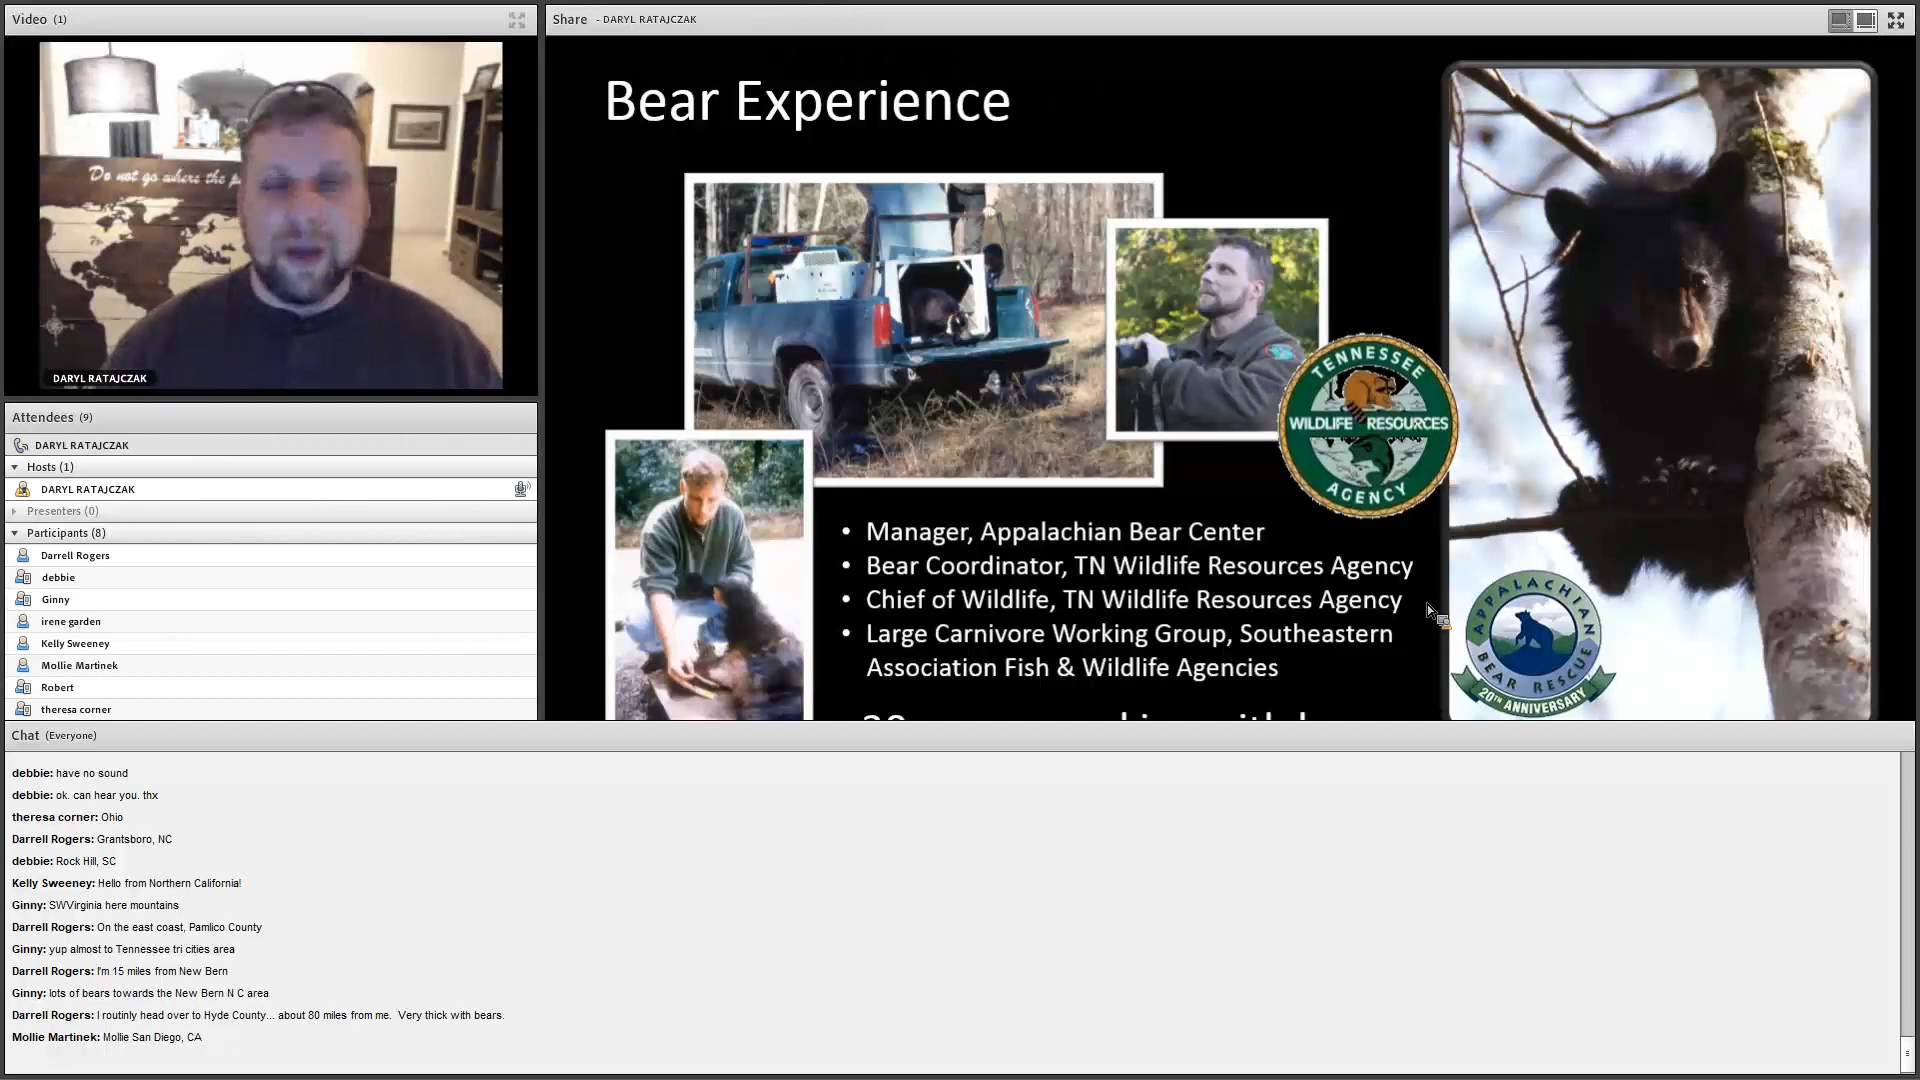 Video (1)
Do not go where the
DARYL RATAJCZAK
Attendees (9)
DARYL RATAJCZAK
Hosts (1)
DARYL RATAJCZAK
Presenters (0)
Participants (8)
Darrell Rogers
debbie
Ginny
irene garden
Kelly Sweeney
Mollie Martinek
Robert
theresa corner
Share - DARYL RATAJCZAK
Bear Experience
TENNESSEE
WILDLIFE RESOURCES
AGENCY
• Manager, Appalachian Bear Center
• Bear Coordinator, TN Wildlife Resources Agency
• Chief of Wildlife, TN Wildlife Resources Agency
• Large Carnivore Working Group, Southeastern
Association Fish & Wildlife Agencies
APPALACHIAN
BEAR RESCUE
20TH ANNIVERSARY
Chat (Everyone)
debbie: have no sound
debbie: ok. can hear you. thx
theresa corner: Ohio
Darrell Rogers: Grantsboro, NC
debbie: Rock Hill, SC
Kelly Sweeney: Hello from Northern California!
Ginny: SWVirginia here mountains
Darrell Rogers: On the east coast, Pamlico County
Ginny: yup almost to Tennessee tri cities area
Darrell Rogers: I'm 15 miles from New Bern
Ginny: lots of bears towards the New Bern N C area
Darrell Rogers: I routinly head over to Hyde County... about 80 miles from me. Very thick with bears.
Mollie Martinek: Mollie San Diego, CA